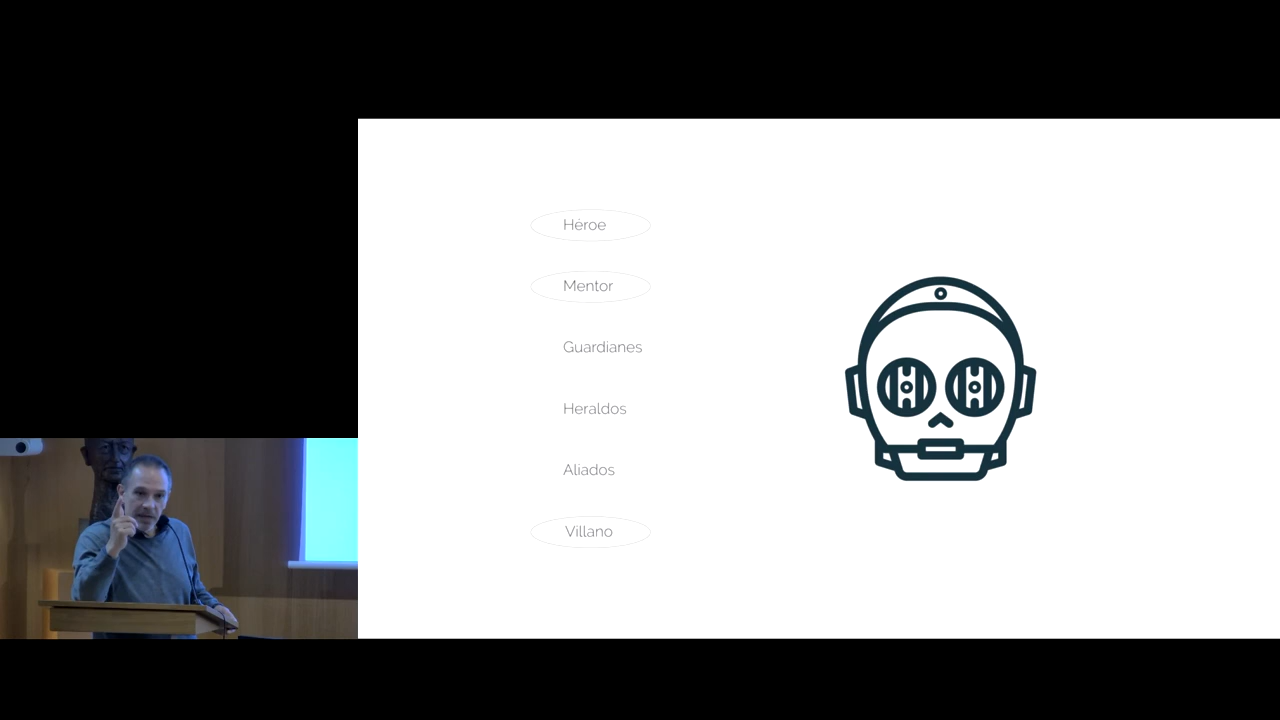 Héroe
Mentor
Guardianes
Heraldos
Aliados
Villano